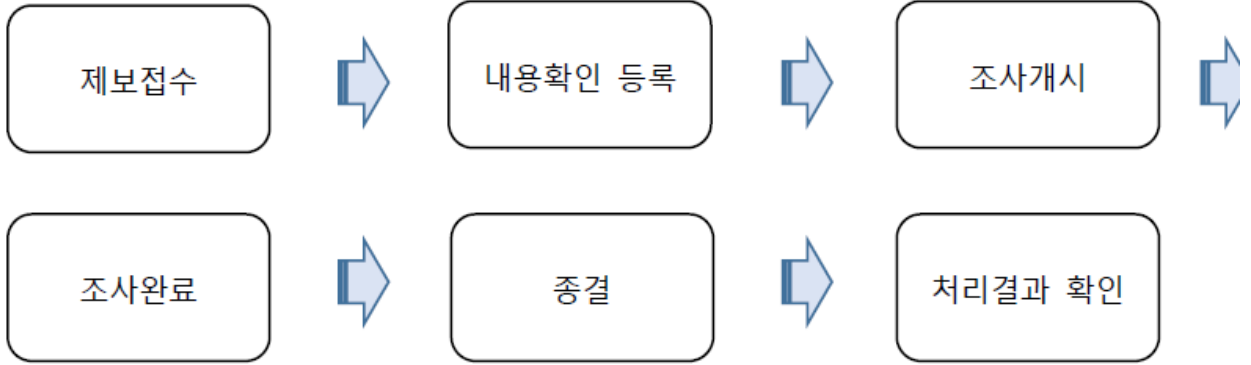 제보접수
내용확인 등록
조사개시
조사완료
종결
처리결과 확인